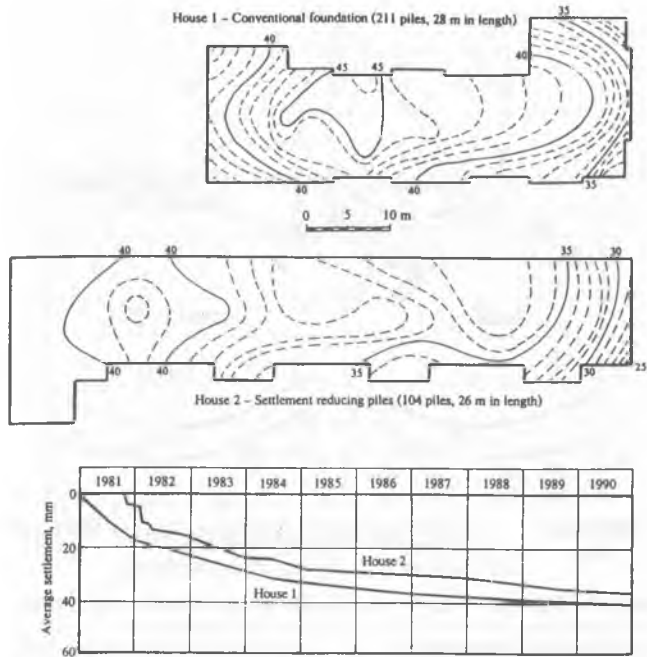 House 1 – Conventional foundation (211 piles, 28 m in length)
35
40
45 45
40
40
40
35
0 5 10 m
40 40
35 30
40 40
35
30
25
House 2 – Settlement reducing piles (104 piles, 26 m in length)
1981 1982 1983 1984 1985 1986 1987 1988 1989 1990
Average settlement, mm
0
20
40
60
House 2
House 1